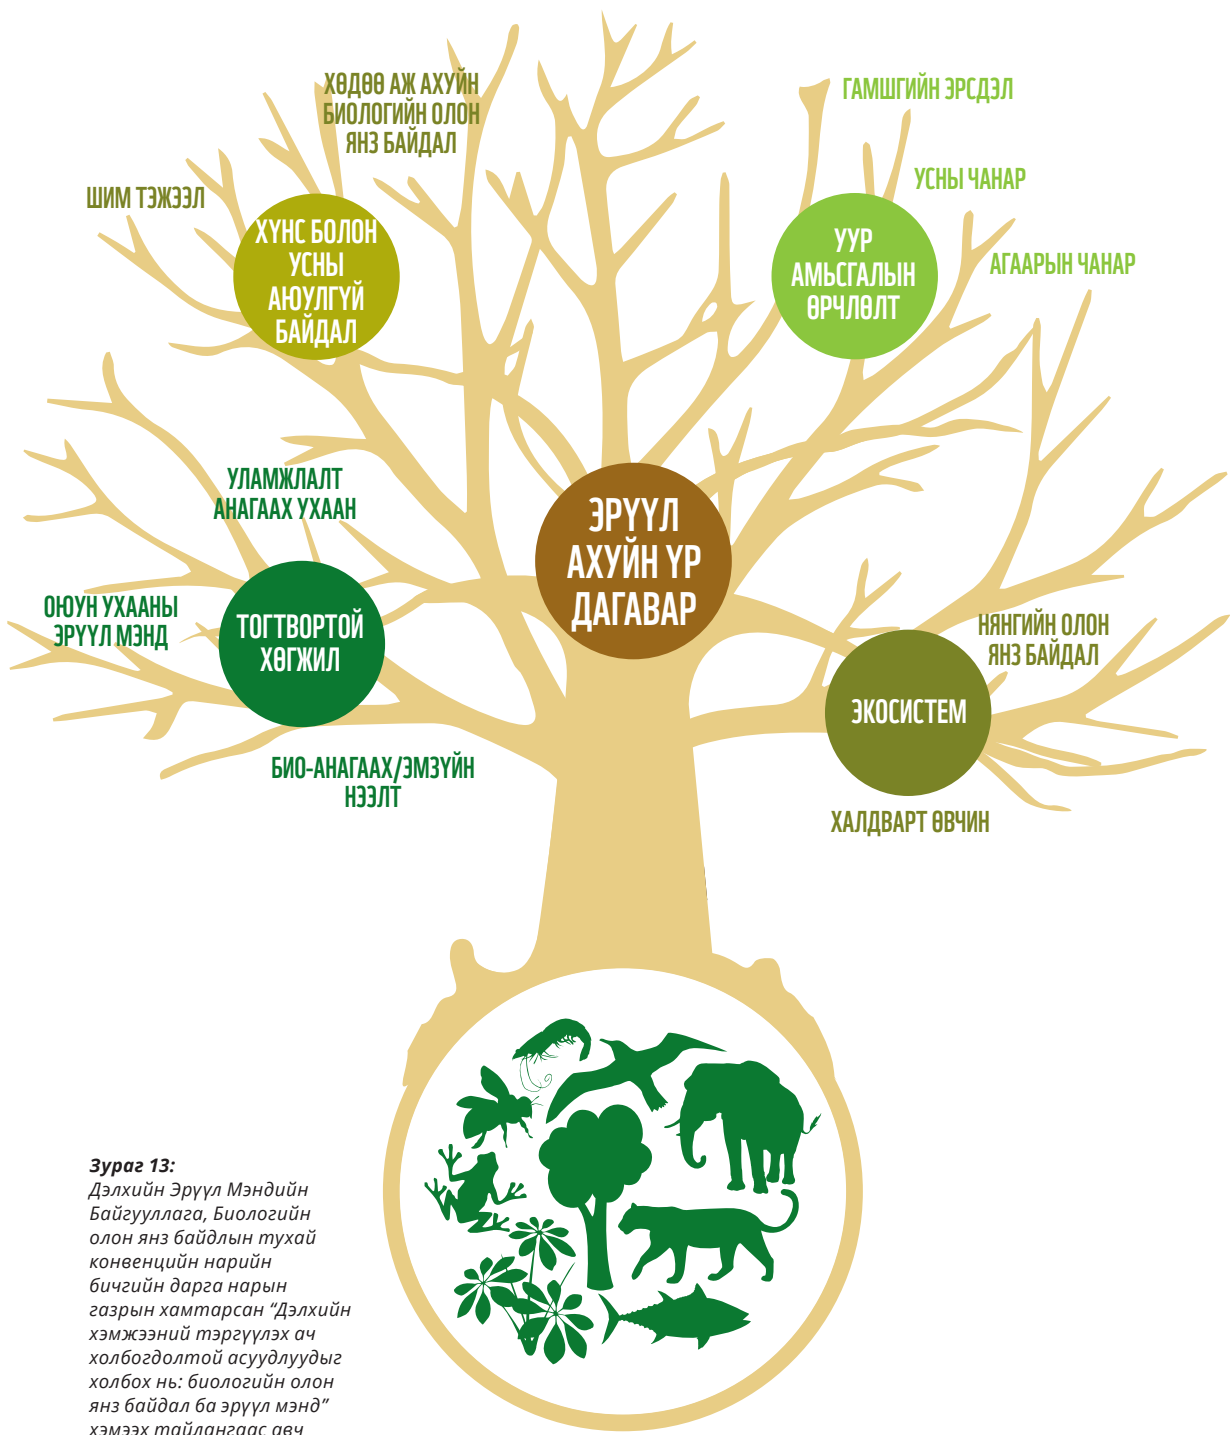 ХӨДӨӨ АЖ АХУЙН
БИОЛОГИЙН ОЛОН
ЯНЗ БАЙДАЛ
ШИМ ТЭЖЭЭЛ
ХҮНС БОЛОН
УСНЫ
АЮУЛГҮЙ
БАЙДАЛ
ГАМШГИЙН ЭРСДЭЛ
УСНЫ ЧАНАР
АГААРЫН ЧАНАР
УУР
АМЬСГАЛЫН
ӨРЧЛӨЛТ
УЛАМЖЛАЛТ
АНАГААХ УХААН
ОЮУН УХААНЫ
ЭРҮҮЛ МЭНД
ТОГТВОРТОЙ
ХӨГЖИЛ
БИО-АНАГААХ/ЭМЗҮЙН
НЭЭЛТ
ЭРҮҮЛ
АХУЙН ҮР
ДАГАВАР
НЯНГИЙН ОЛОН
ЯНЗ БАЙДАЛ
ЭКОСИСТЕМ
ХАЛДВАРТ ӨВЧИН
Зураг 13:
Дэлхийн Эрүүл Мэндийн
Байгууллага, Биологийн
олон янз байдлын тухай
конвенцийн нарийн
бичгийн дарга нарын
газрын хамтарсан “Дэлхийн
хэмжээний тэргүүлэх ач
холбогдолтой асуудлуудыг
холбох нь: биологийн олон
янз байдал ба эрүүл мэнд”
хэмээх тайлангаас авч